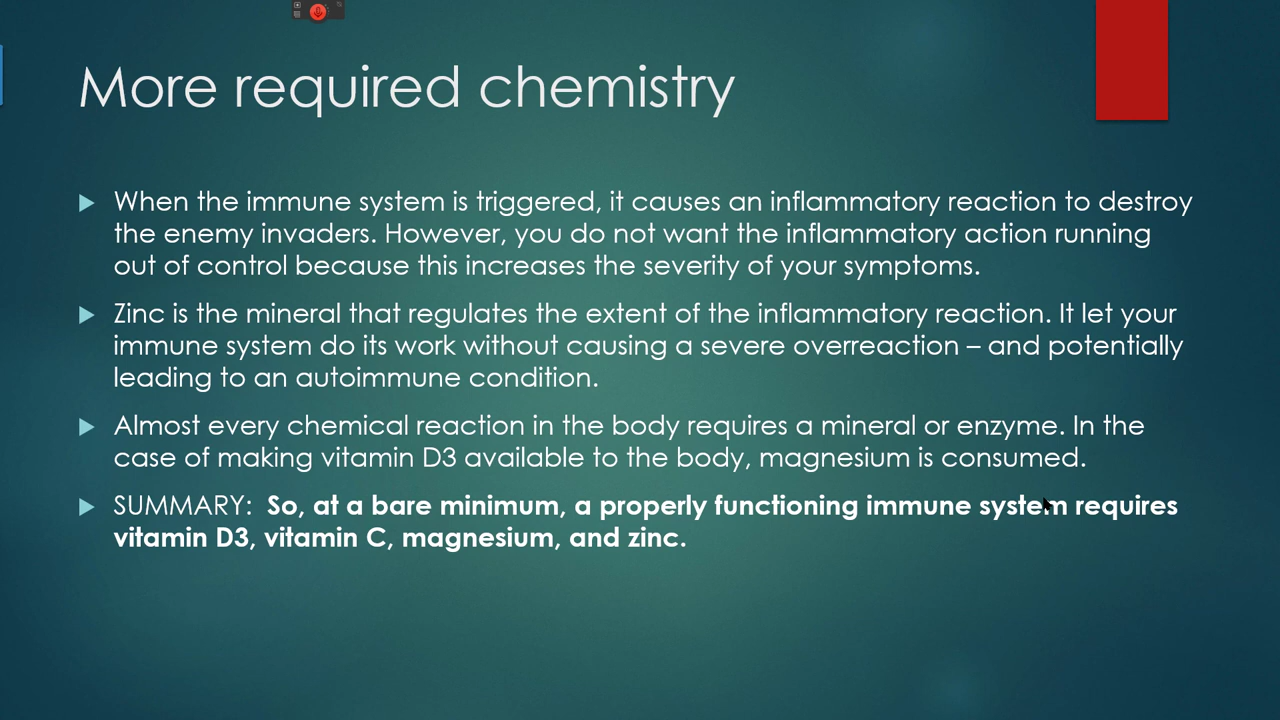 More required chemistry
When the immune system is triggered, it causes an inflammatory reaction to destroy
the enemy invaders. However, you do not want the inflammatory action running
out of control because this increases the severity of your symptoms.
Zinc is the mineral that regulates the extent of the inflammatory reaction. It let your
immune system do its work without causing a severe overreaction – and potentially
leading to an autoimmune condition.
Almost every chemical reaction in the body requires a mineral or enzyme. In the
case of making vitamin D3 available to the body, magnesium is consumed.
SUMMARY: So, at a bare minimum, a properly functioning immune system requires
vitamin D3, vitamin C, magnesium, and zinc.